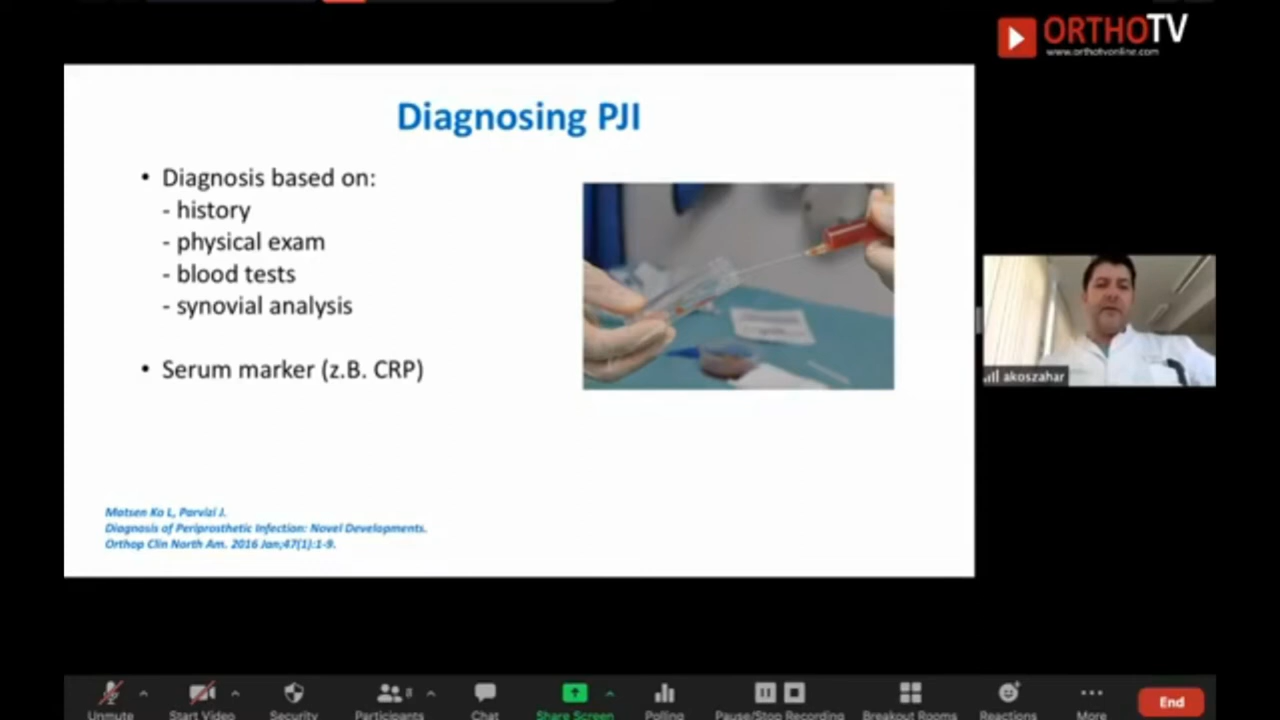 ORTHOTV
www.orthotvonline.com
Diagnosing PJI
• Diagnosis based on:
- history
- physical exam
- blood tests
- synovial analysis
• Serum marker (z.B. CRP)
Matsen Ko L, Parvizi J.
Diagnosis of Periprosthetic Infection: Novel Developments.
Orthop Clin North Am. 2016 Jan;47(1):1-9.
akoszahar
8
Unmute
Start Video
Security
Participants
Chat
Share Screen
Polling
Pause/Stop Recording
Breakout Rooms
Reactions
More
End